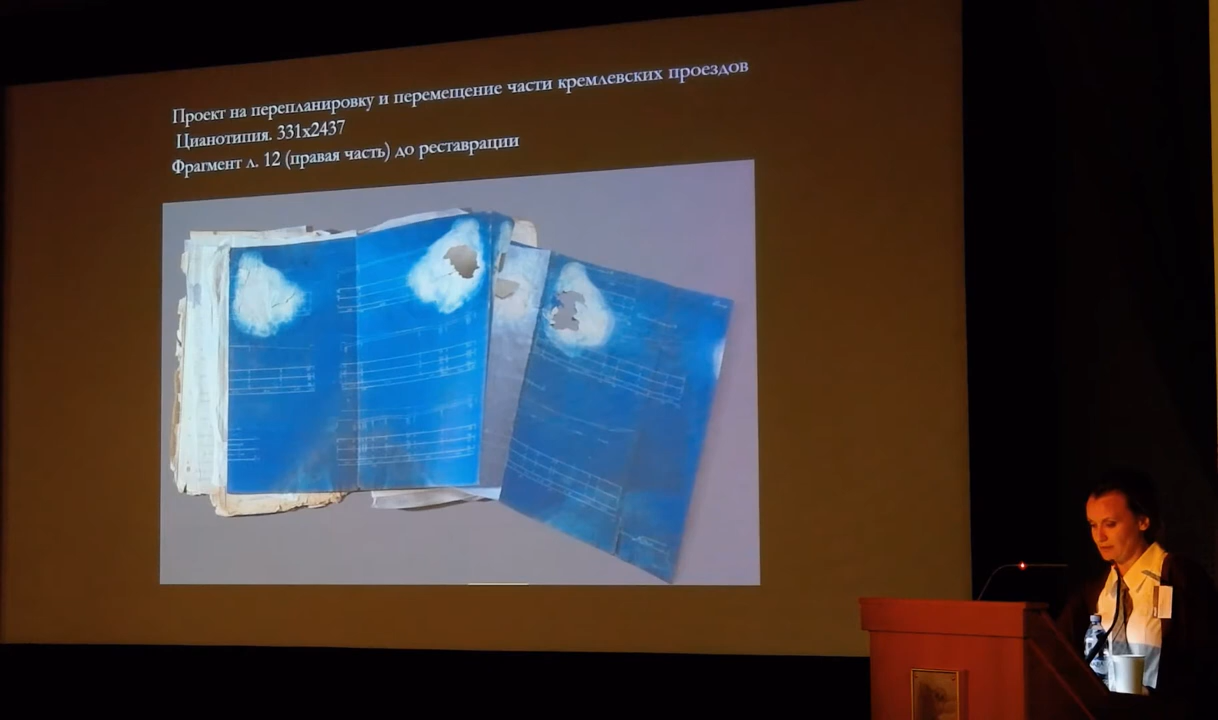 Проект на перепланировку и перемещение части кремлевских проездов
Цианотипия. 331х2437
Фрагмент л. 12 (правая часть) до реставрации